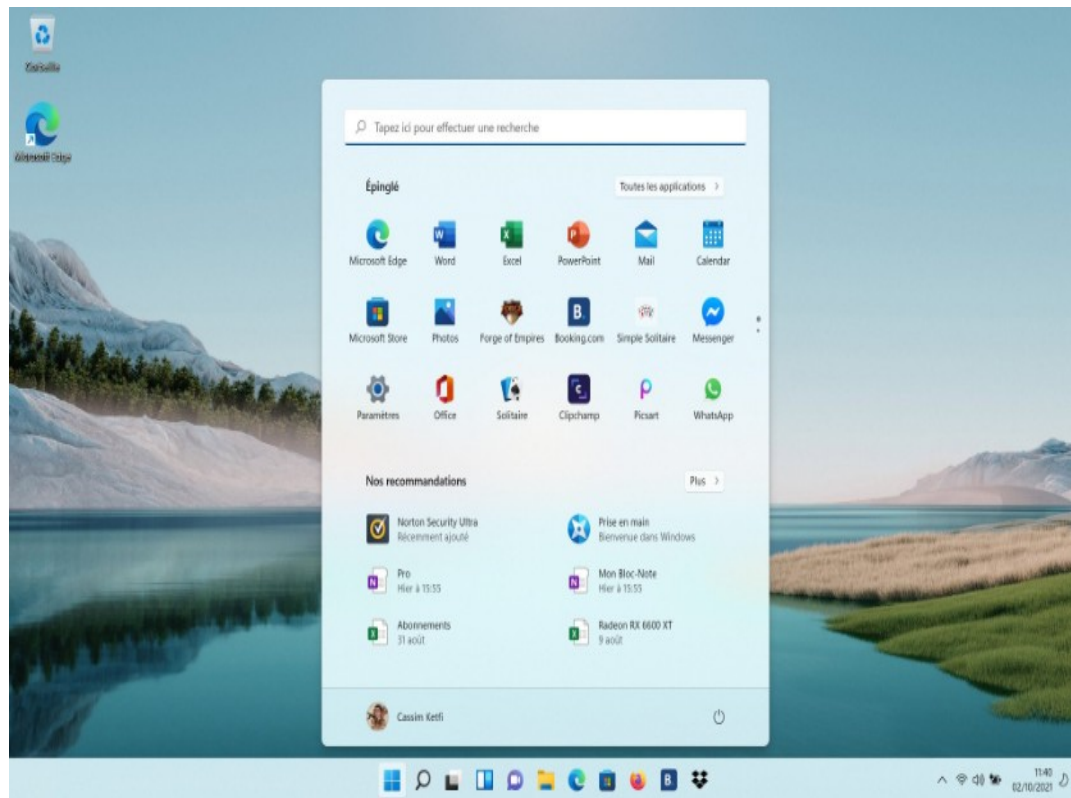 Corbeille
Microsoft Edge
Tapez ici pour effectuer une recherche
Épinglé
Toutes les applications
Microsoft Edge
Word
Excel
PowerPoint
Mail
Calendar
Microsoft Store
Photos
Forge of Empires
Booking.com
Simple Solitaire
Messenger
Paramètres
Office
Solitaire
Clipchamp
Picsart
WhatsApp
Nos recommandations
Plus
Norton Security Ultra
Récemment ajouté
Prise en main
Bienvenue dans Windows
Pro
Hier à 15:55
Mon Bloc-Note
Hier à 15:55
Abonnements
31 août
Radeon RX 6600 XT
9 août
Cassim Ketfi
11:40
02/10/2021